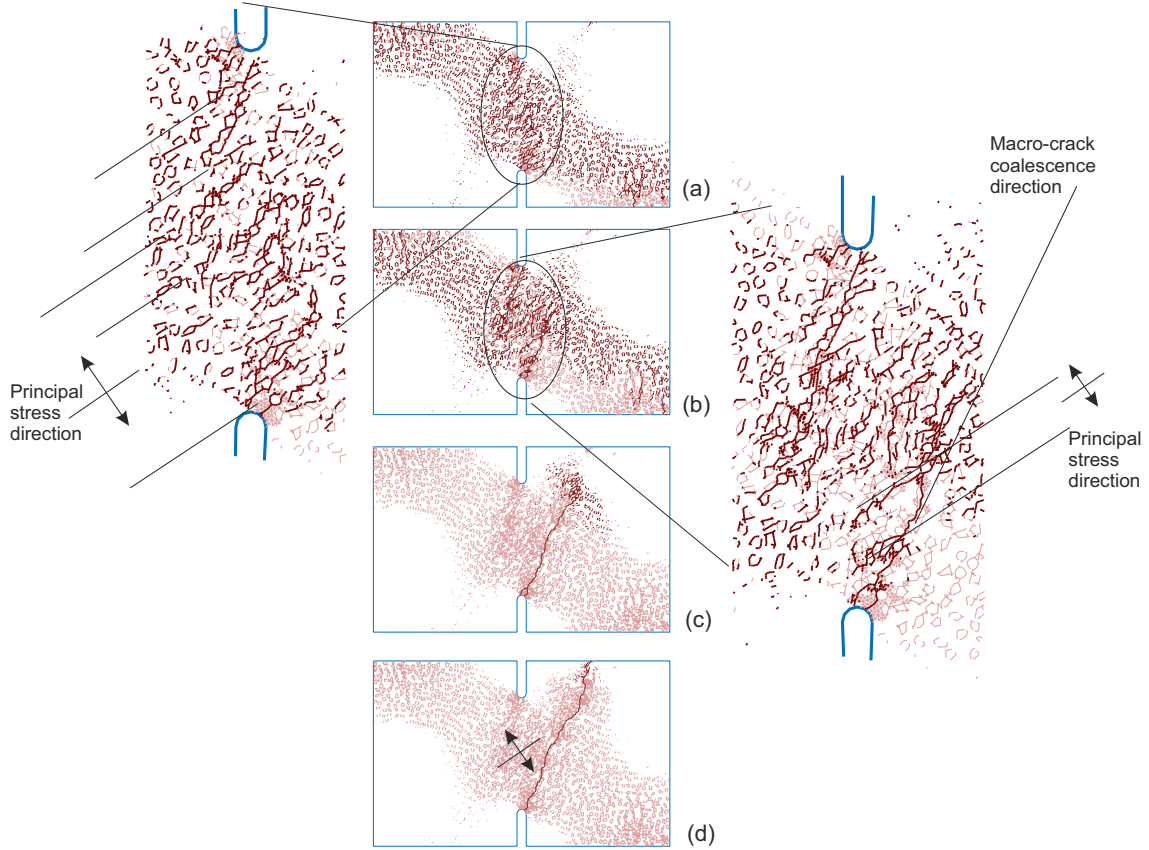 (a)
Macro-crack
coalescence
direction
(b)
Principal
stress
direction
Principal
stress
direction
(c)
(d)